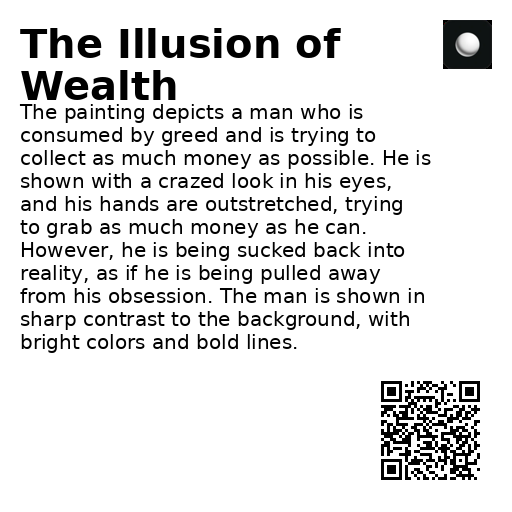 The Illusion of
Wealth
The painting depicts a man who is
consumed by greed and is trying to
collect as much money as possible. He is
shown with a crazed look in his eyes,
and his hands are outstretched, trying
to grab as much money as he can.
However, he is being sucked back into
reality, as if he is being pulled away
from his obsession. The man is shown in
sharp contrast to the background, with
bright colors and bold lines.